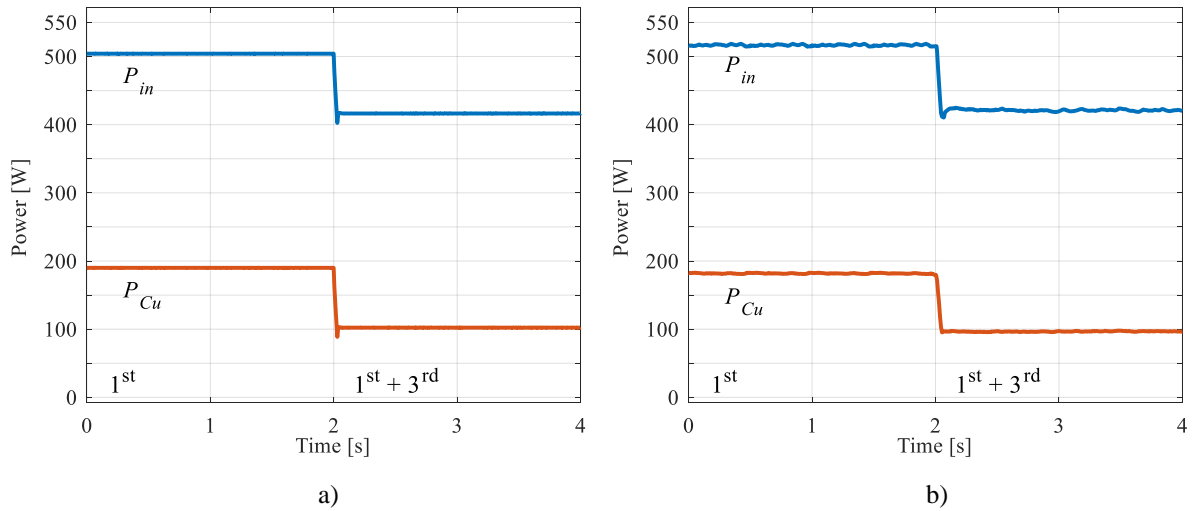 550
500
400
300
200
100
0
Power [W]
P_in
P_Cu
1st
1st + 3rd
0 1 2 3 4
Time [s]
a)
550
500
400
300
200
100
0
Power [W]
P_in
P_Cu
1st
1st + 3rd
0 1 2 3 4
Time [s]
b)